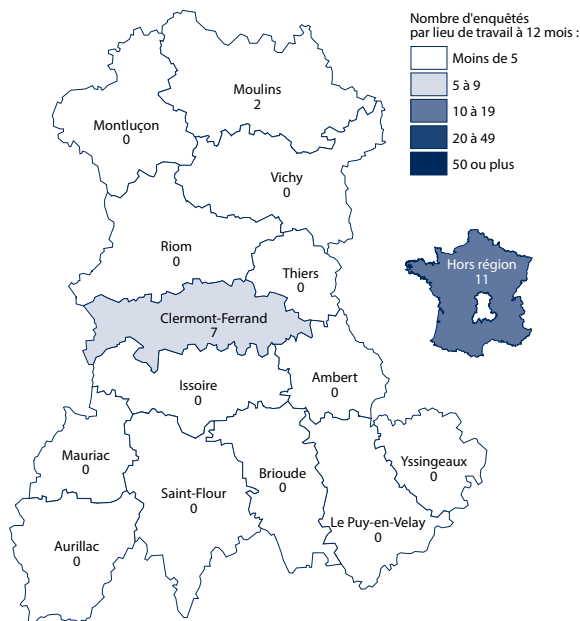 Nombre d'enquêtés
par lieu de travail à 12 mois :
Moins de 5
5 à 9
10 à 19
20 à 49
50 ou plus
Moulins
2
Montluçon
0
Vichy
0
Riom
0
Thiers
0
Hors région
11
Clermont-Ferrand
7
Issoire
0
Ambert
0
Mauriac
0
Saint-Flour
0
Brioude
0
Yssingeaux
0
Le Puy-en-Velay
0
Aurillac
0